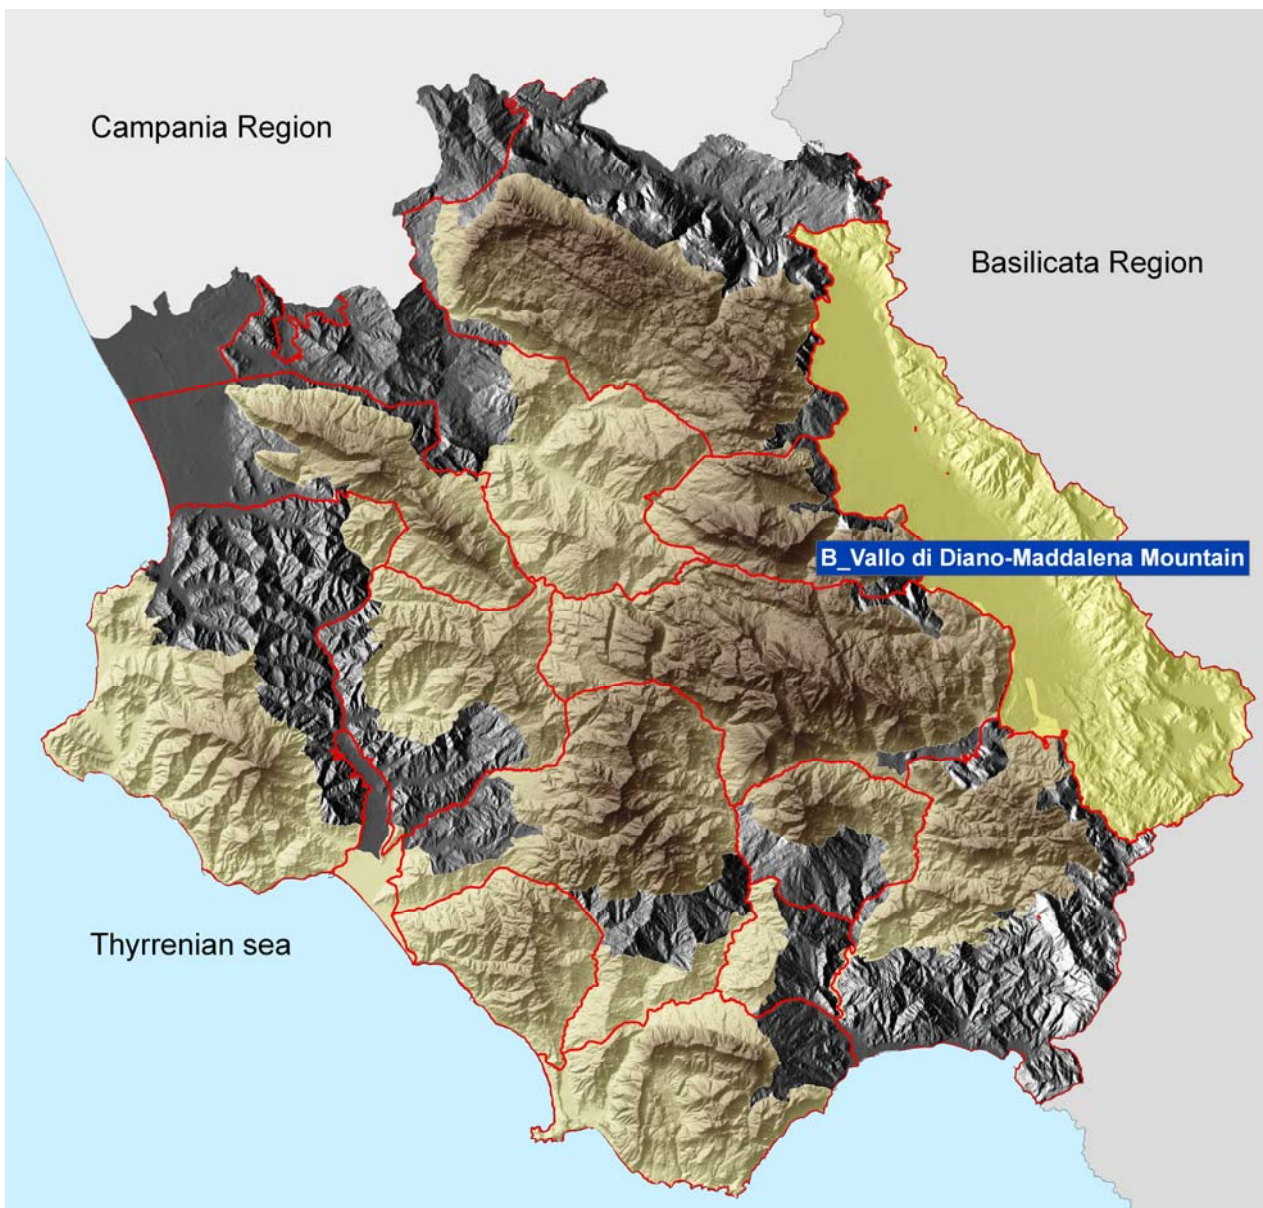 Campania Region
Basilicata Region
B_Vallo di Diano-Maddalena Mountain
Thyrrenian sea